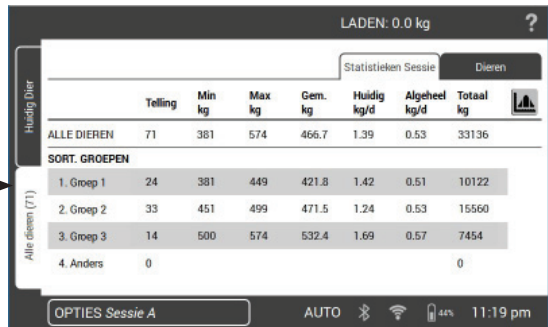 LADEN: 0.0 kg ?
Statistieken Sessie Dieren
Huidig Dier
Alle dieren (71)
Telling Min kg Max kg Gem. kg Huidig kg/d Algeheel kg/d Totaal kg
ALLE DIEREN 71 381 574 466.7 1.39 0.53 33136
SORT. GROEPEN
1. Groep 1 24 381 449 421.8 1.42 0.51 10122
2. Groep 2 33 451 499 471.5 1.24 0.53 15560
3. Groep 3 14 500 574 532.4 1.69 0.57 7454
4. Anders 0 0
OPTIES Sessie A AUTO 44% 11:19 pm